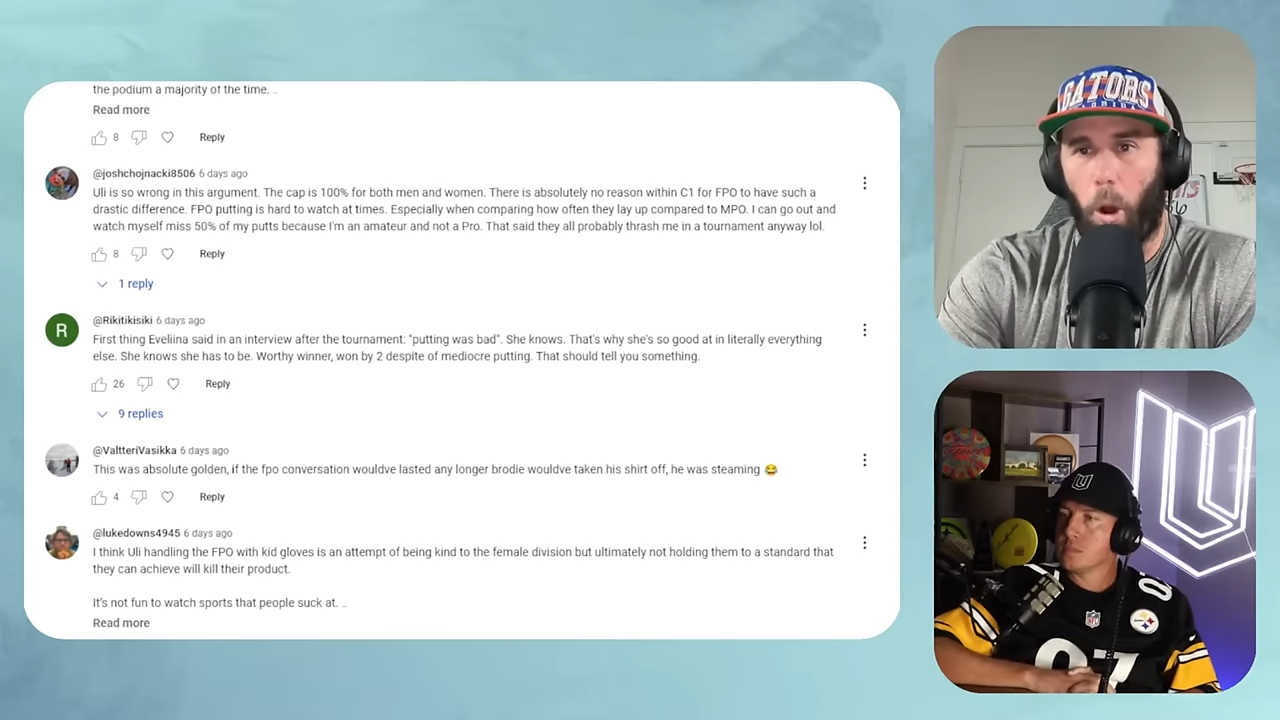 the podium a majority of the time. ...
Read more
8
Reply
@joshchojnacki8506 6 days ago
Uli is so wrong in this argument. The cap is 100% for both men and women. There is absolutely no reason within C1 for FPO to have such a
drastic difference. FPO putting is hard to watch at times. Especially when comparing how often they lay up compared to MPO. I can go out and
watch myself miss 50% of my putts because I'm an amateur and not a Pro. That said they all probably thrash me in a tournament anyway lol.
8
Reply
1 reply
R
@Rikitikisiki 6 days ago
First thing Eveliina said in an interview after the tournament: "putting was bad". She knows. That's why she's so good at in literally everything
else. She knows she has to be. Worthy winner, won by 2 despite of mediocre putting. That should tell you something.
26
Reply
9 replies
@ValtteriVasikka 6 days ago
This was absolute golden, if the fpo conversation wouldve lasted any longer brodie wouldve taken his shirt off, he was steaming 😂
4
Reply
@lukedowns4945 6 days ago
I think Uli handling the FPO with kid gloves is an attempt of being kind to the female division but ultimately not holding them to a standard that
they can achieve will kill their product.
It's not fun to watch sports that people suck at. ...
Read more
GATORS
NFL
Steelers